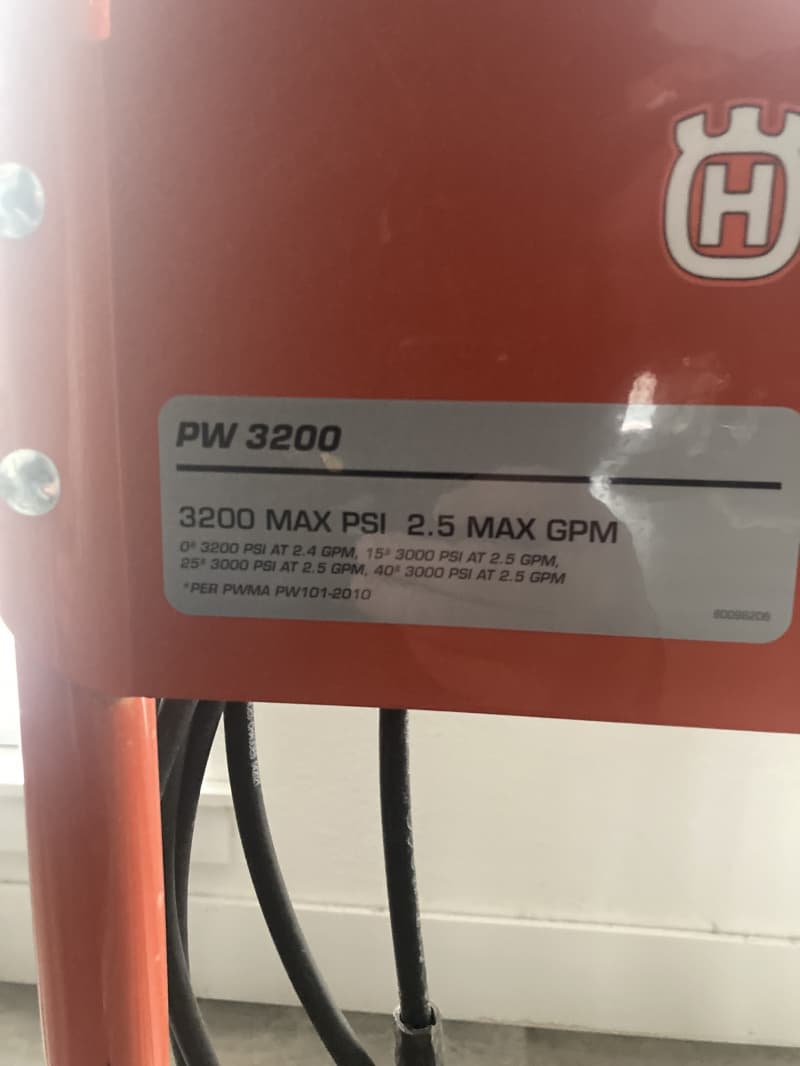 H
PW 3200
3200 MAX PSI 2.5 MAX GPM
0° 3200 PSI AT 2.4 GPM, 15° 3000 PSI AT 2.5 GPM,
25° 3000 PSI AT 2.5 GPM, 40° 3000 PSI AT 2.5 GPM
*PER PWMA PW101-2010